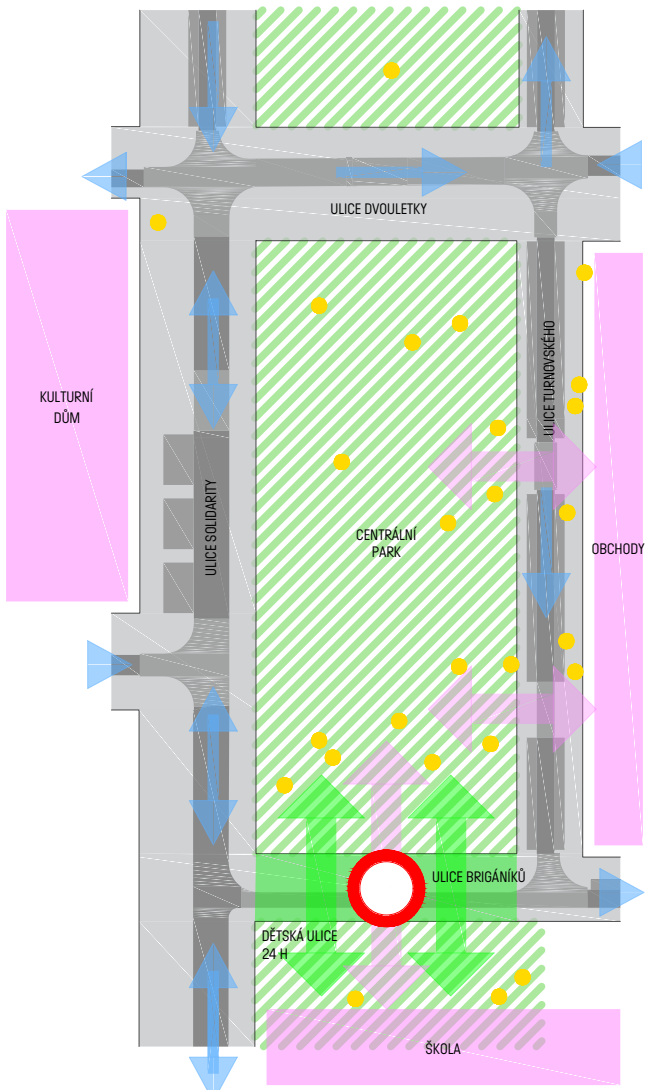 ULICE DVOULETKY
KULTURNÍ
DŮM
ULICE TURNOVSKÉHO
ULICE SOLIDARITY
CENTRÁLNÍ
PARK
OBCHODY
ULICE BRIGÁNÍKŮ
DĚTSKÁ ULICE
24 H
ŠKOLA